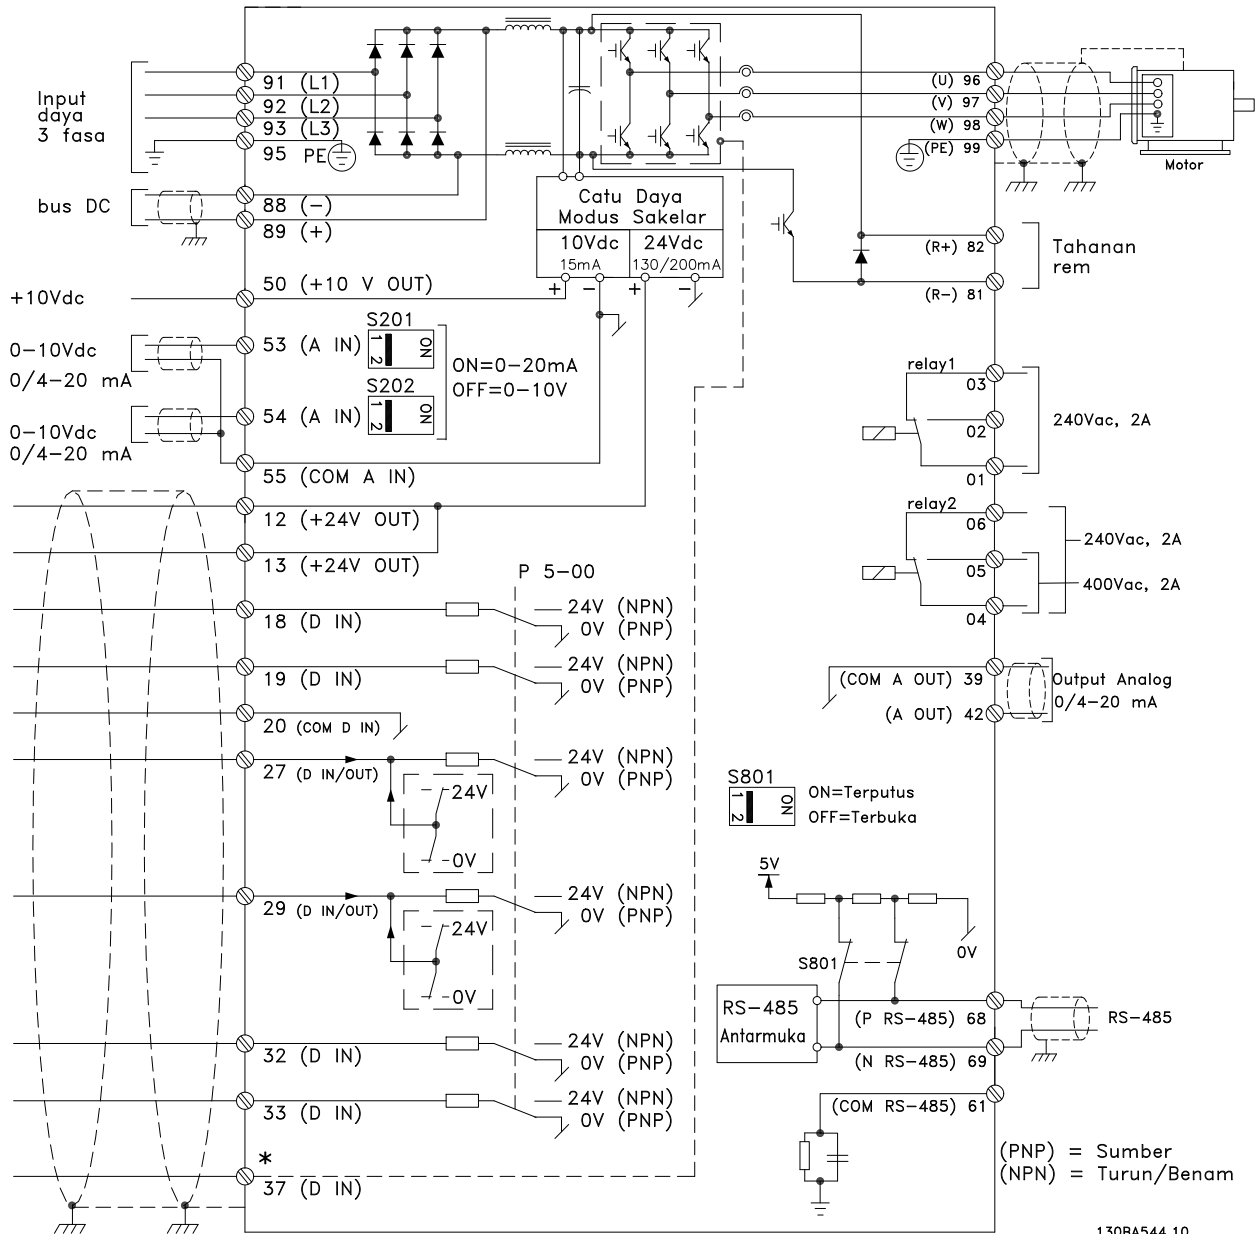 Input
daya
3 fasa
91 (L1)
92 (L2)
93 (L3)
95 PE
bus DC
88 (−)
89 (+)
+10Vdc
50 (+10 V OUT)
0−10Vdc
0/4−20 mA
53 (A IN)
S201
1 2
ON
ON=0−20mA
OFF=0−10V
0−10Vdc
0/4−20 mA
54 (A IN)
S202
1 2
ON
55 (COM A IN)
12 (+24V OUT)
13 (+24V OUT)
P 5-00
18 (D IN)
24V (NPN)
0V (PNP)
19 (D IN)
24V (NPN)
0V (PNP)
20 (COM D IN)
27 (D IN/OUT)
24V (NPN)
0V (PNP)
24V
0V
29 (D IN/OUT)
24V (NPN)
0V (PNP)
24V
0V
32 (D IN)
24V (NPN)
0V (PNP)
33 (D IN)
24V (NPN)
0V (PNP)
*
37 (D IN)
Catu Daya
Modus Sakelar
10Vdc
15mA
24Vdc
130/200mA
+ − + −
(U) 96
(V) 97
(W) 98
(PE) 99
Motor
(R+) 82
(R−) 81
Tahanan
rem
relay1
03
02
01
240Vac, 2A
relay2
06
05
04
240Vac, 2A
400Vac, 2A
(COM A OUT) 39
(A OUT) 42
Output Analog
0/4−20 mA
S801
1 2
ON
ON=Terputus
OFF=Terbuka
5V
0V
S801
RS−485
Antarmuka
(P RS−485) 68
(N RS−485) 69
RS−485
(COM RS−485) 61
(PNP) = Sumber
(NPN) = Turun/Benam
130BA544.10